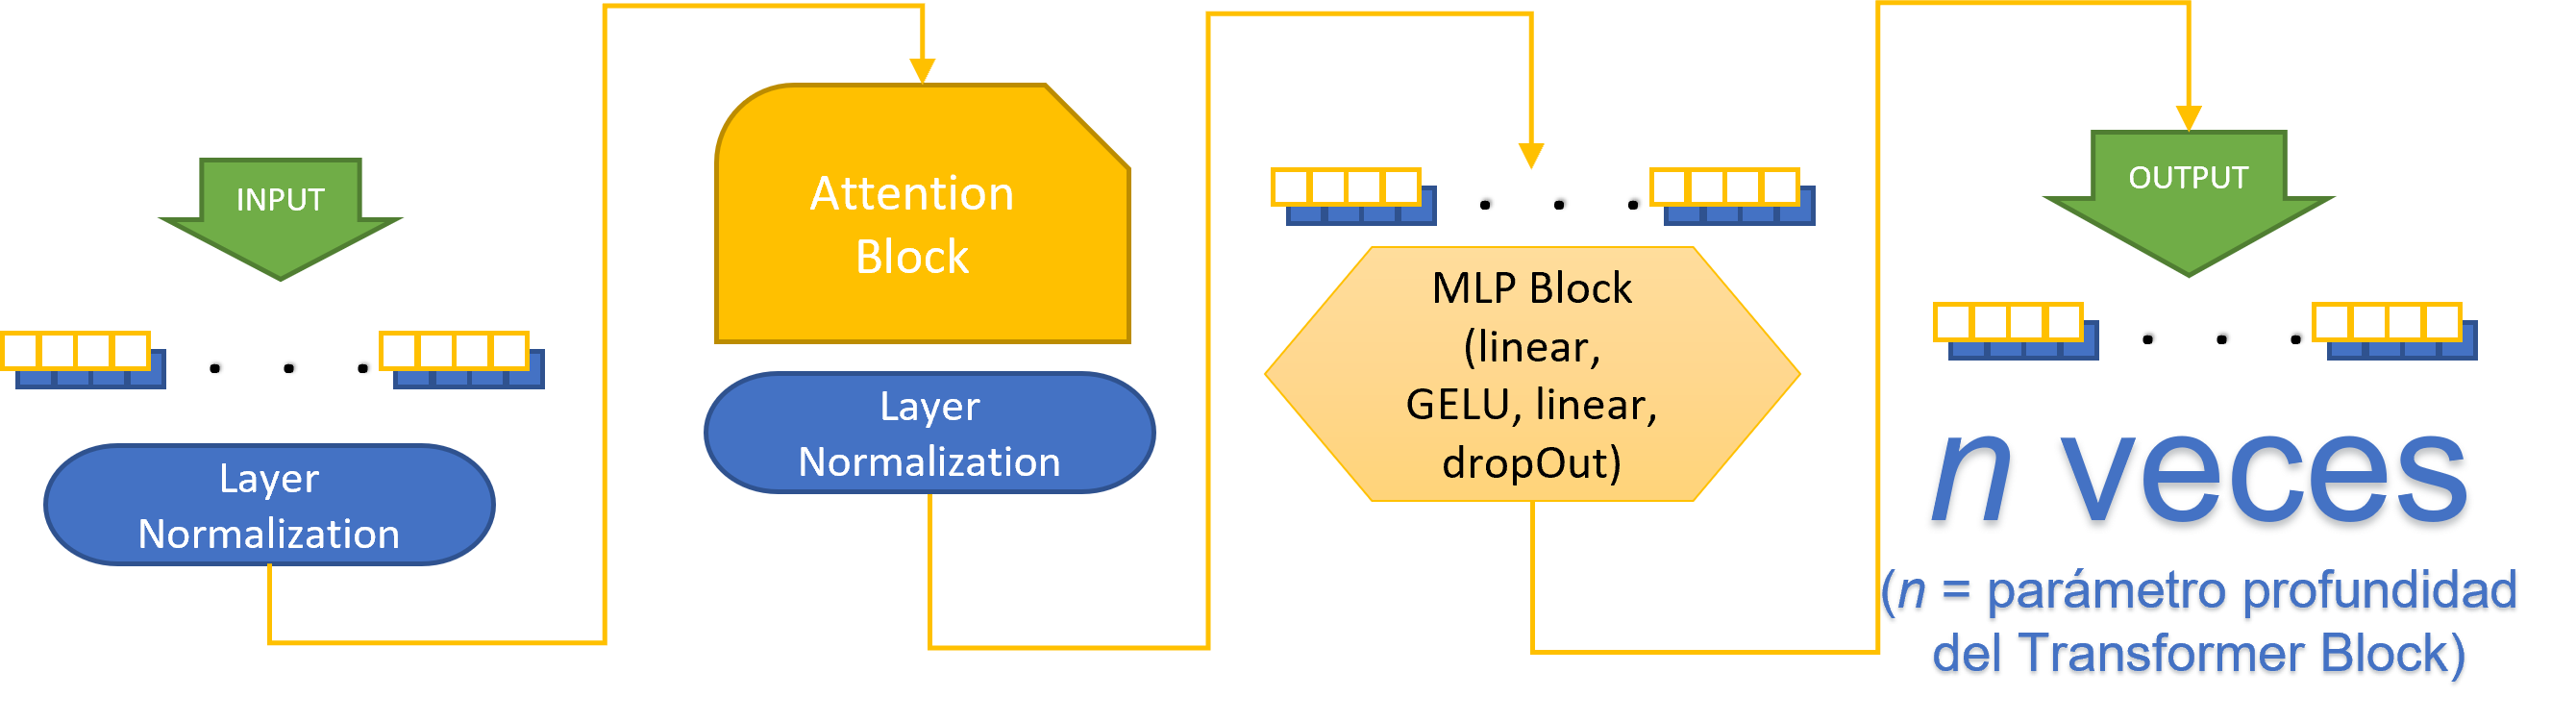 INPUT
Layer
Normalization
Attention
Block
Layer
Normalization
MLP Block
(linear,
GELU, linear,
dropOut)
OUTPUT
n veces
(n = parámetro profundidad
del Transformer Block)